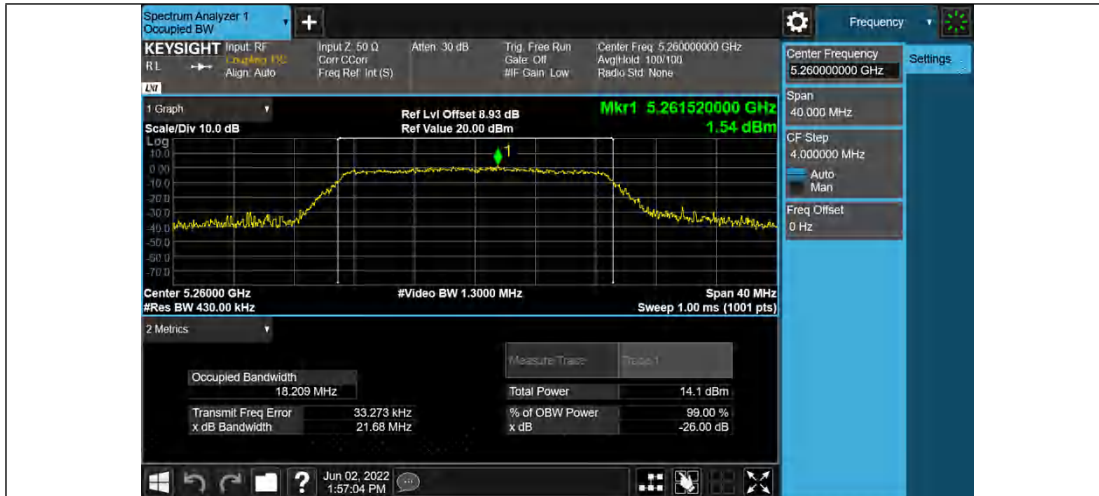 Spectrum Analyzer 1
Occupied BW
Frequency
KEYSIGHT
RL
LXI
Input: RF
Coupling: DC
Align: Auto
Input Z: 50 Ω
Corr CCorr
Freq Ref: Int (S)
Atten: 30 dB
Trig: Free Run
Gate: Off
#IF Gain: Low
Center Freq: 5.260000000 GHz
Avg|Hold: 100/100
Radio Std: None
Center Frequency
5.260000000 GHz
Settings
Span
40.000 MHz
CF Step
4.000000 MHz
Auto
Man
Freq Offset
0 Hz
1 Graph
Scale/Div 10.0 dB
Ref Lvl Offset 8.93 dB
Ref Value 20.00 dBm
Mkr1 5.261520000 GHz
1.54 dBm
Log
10.0
0.00
-10.0
-20.0
-30.0
-40.0
-50.0
-60.0
-70.0
1
Center 5.26000 GHz
#Res BW 430.00 kHz
#Video BW 1.3000 MHz
Span 40 MHz
Sweep 1.00 ms (1001 pts)
2 Metrics
Measure Trace
Trace 1
Occupied Bandwidth
18.209 MHz
Total Power
14.1 dBm
Transmit Freq Error
33.273 kHz
% of OBW Power
99.00 %
x dB Bandwidth
21.68 MHz
x dB
-26.00 dB
?
Jun 02, 2022
1:57:04 PM